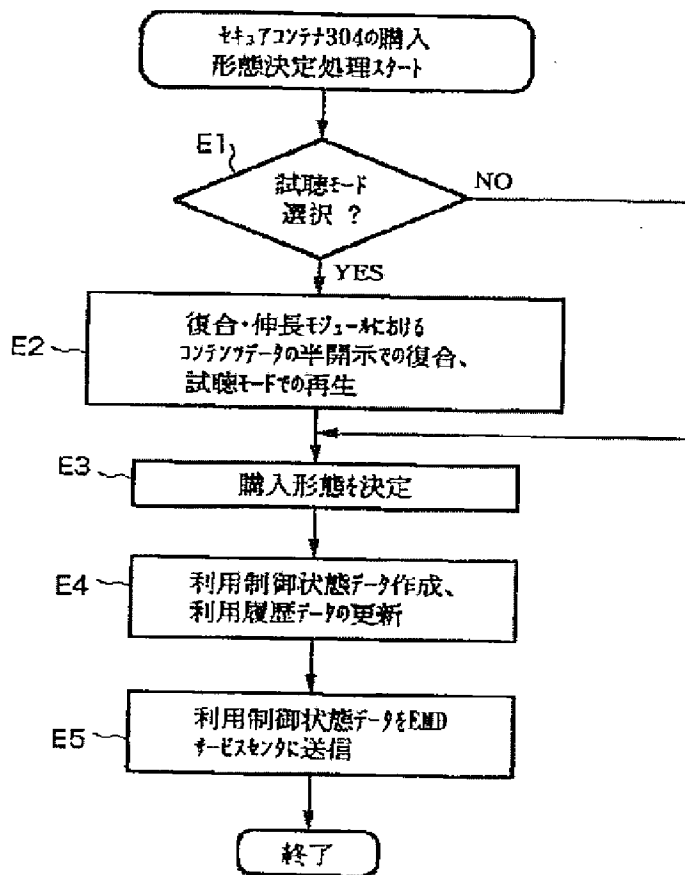 セキュアコンテナ304の購入
形態決定処理スタート
E1
試聴モード
選択 ?
NO
YES
E2
復合・伸長モジュールにおける
コンテンツデータの半開示での復合、
試聴モードでの再生
E3
購入形態を決定
E4
利用制御状態データ作成、
利用履歴データの更新
E5
利用制御状態データをEMD
サービスセンタに送信
終了